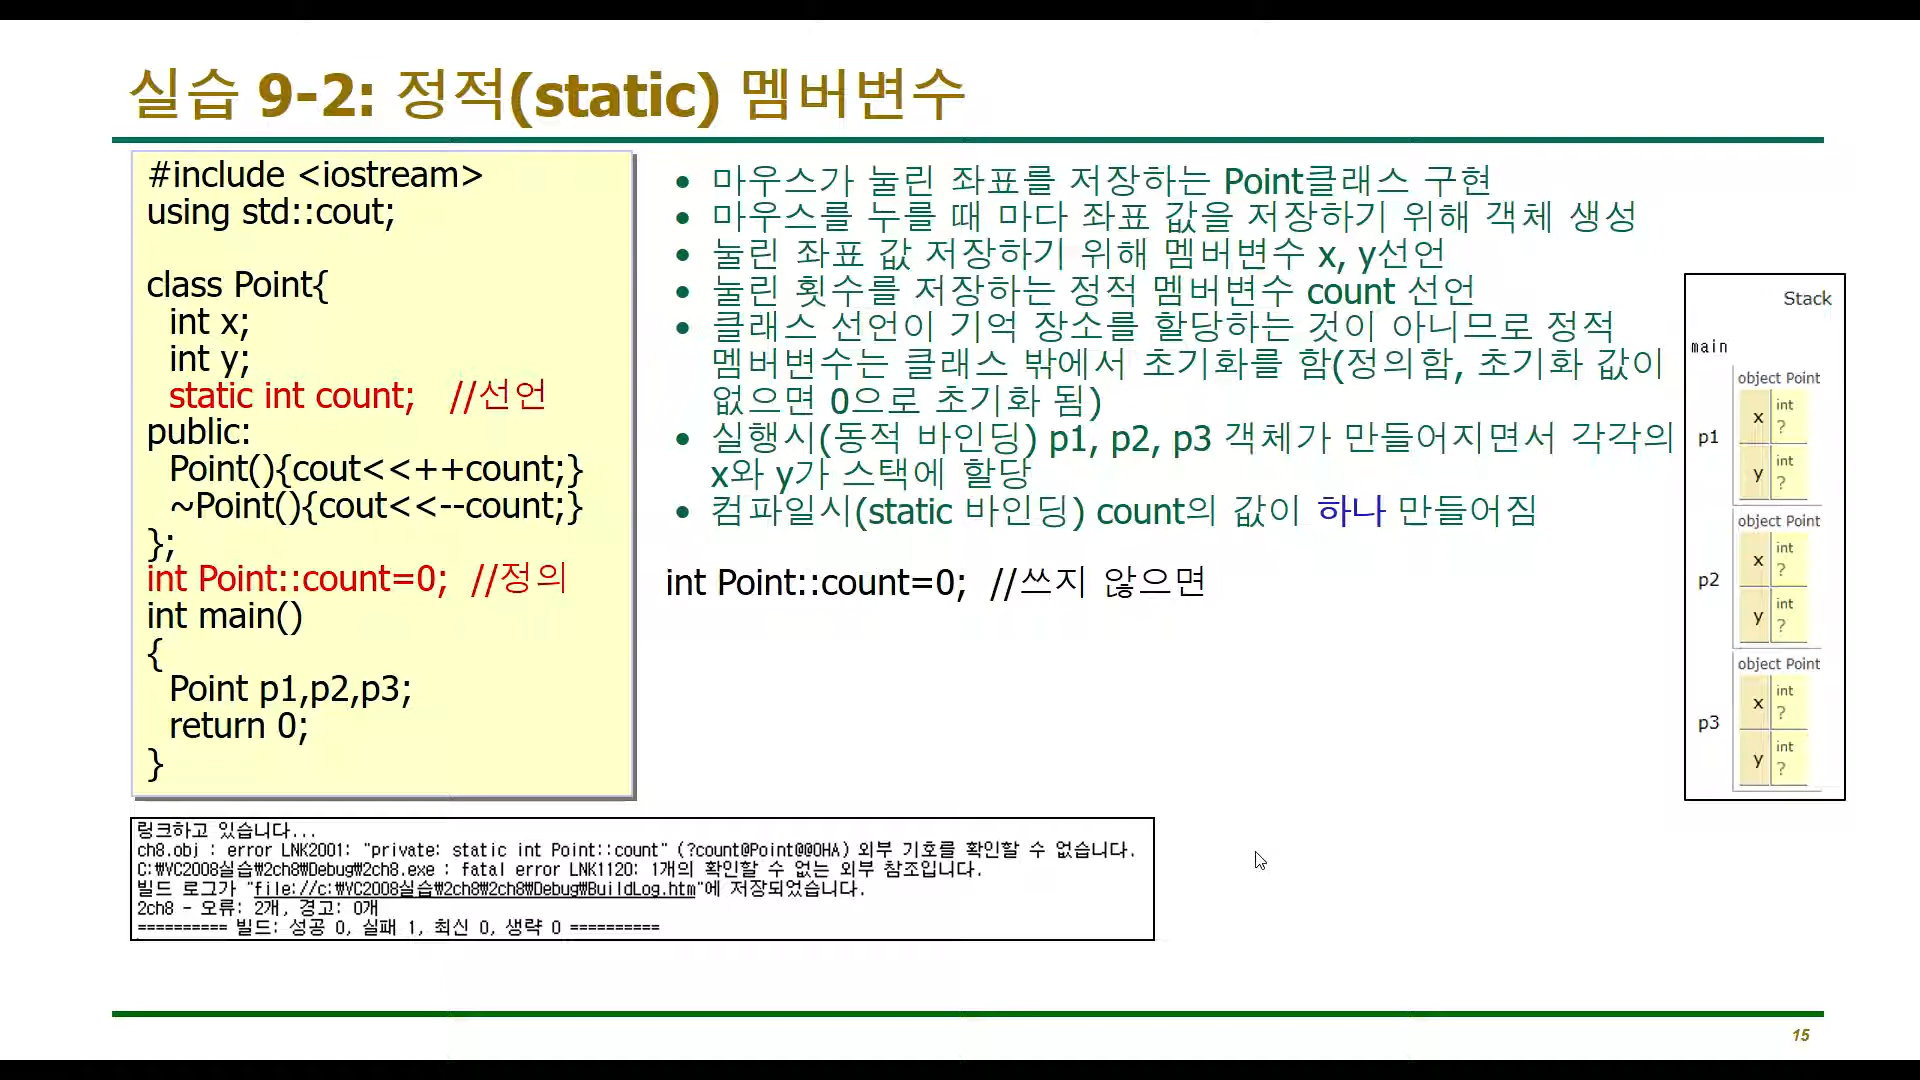 실습 9-2: 정적(static) 멤버변수
#include <iostream>
using std::cout;
class Point{
int x;
int y;
static int count; //선언
public:
Point(){cout<<++count;}
~Point(){cout<<--count;}
};
int Point::count=0; //정의
int main()
{
Point p1,p2,p3;
return 0;
}
• 마우스가 눌린 좌표를 저장하는 Point클래스 구현
• 마우스를 누를 때 마다 좌표 값을 저장하기 위해 객체 생성
• 눌린 좌표 값 저장하기 위해 멤버변수 x, y선언
• 눌린 횟수를 저장하는 정적 멤버변수 count 선언
• 클래스 선언이 기억 장소를 할당하는 것이 아니므로 정적
멤버변수는 클래스 밖에서 초기화를 함(정의함, 초기화 값이
없으면 0으로 초기화 됨)
• 실행시(동적 바인딩) p1, p2, p3 객체가 만들어지면서 각각의
x와 y가 스택에 할당
• 컴파일시(static 바인딩) count의 값이 하나 만들어짐
int Point::count=0; //쓰지 않으면
Stack
main
object Point
p1
x int ?
y int ?
object Point
p2
x int ?
y int ?
object Point
p3
x int ?
y int ?
링크하고 있습니다...
ch8.obj : error LNK2001: "private: static int Point::count" (?count@Point@@0HA) 외부 기호를 확인할 수 없습니다.
C:₩VC2008실습₩2ch8₩Debug₩2ch8.exe : fatal error LNK1120: 1개의 확인할 수 없는 외부 참조입니다.
빌드 로그가 "file://c:₩VC2008실습₩2ch8₩2ch8₩Debug₩BuildLog.htm"에 저장되었습니다.
2ch8 - 오류: 2개, 경고: 0개
========== 빌드: 성공 0, 실패 1, 최신 0, 생략 0 ==========
15